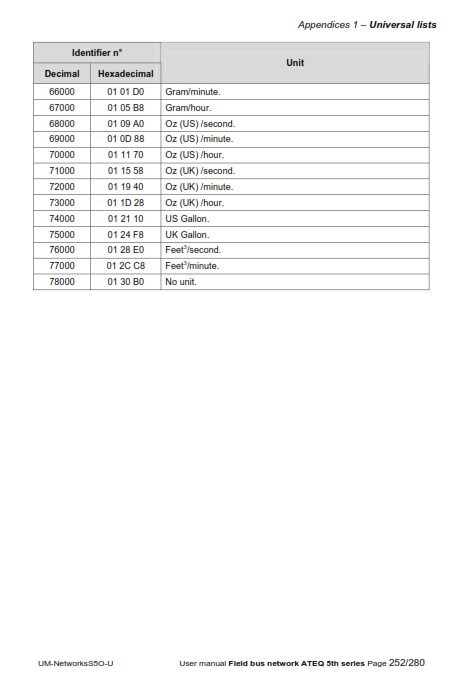 Appendices 1 – Universal lists
Identifier n° Unit
Decimal Hexadecimal
66000 01 01 D0 Gram/minute.
67000 01 05 B8 Gram/hour.
68000 01 09 A0 Oz (US) /second.
69000 01 0D 88 Oz (US) /minute.
70000 01 11 70 Oz (US) /hour.
71000 01 15 58 Oz (UK) /second.
72000 01 19 40 Oz (UK) /minute.
73000 01 1D 28 Oz (UK) /hour.
74000 01 21 10 US Gallon.
75000 01 24 F8 UK Gallon.
76000 01 28 E0 Feet³/second.
77000 01 2C C8 Feet³/minute.
78000 01 30 B0 No unit.
UM-NetworksS5O-U User manual Field bus network ATEQ 5th series Page 252/280